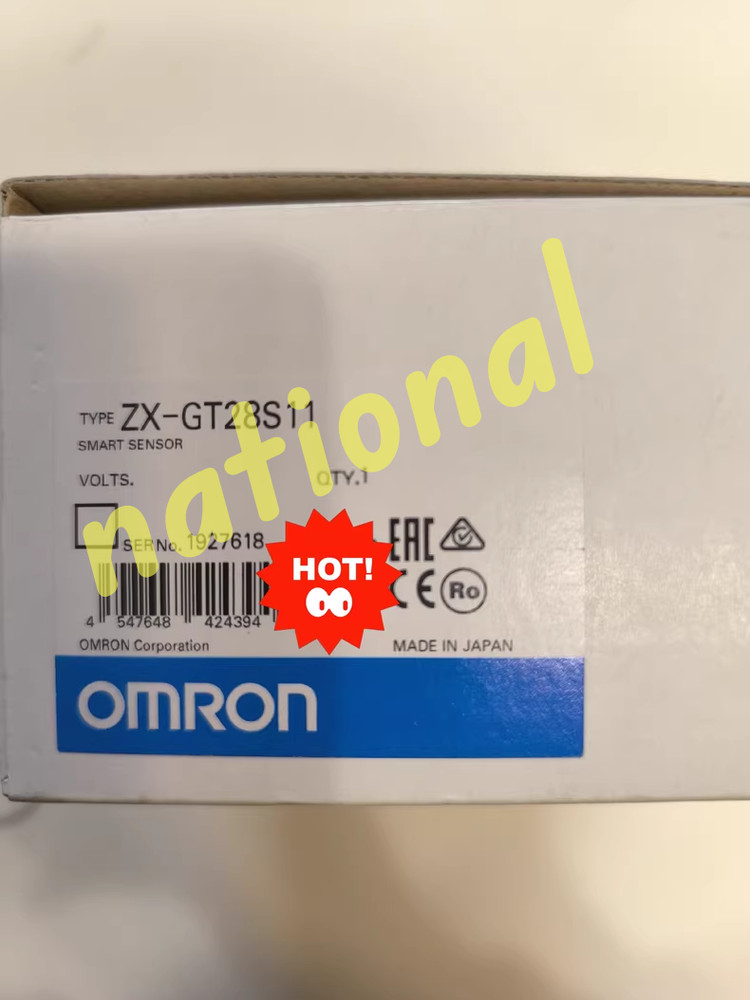 national
TYPE ZX-GT28S11
SMART SENSOR
VOLTS. QTY.1
SER No. 1927618
HOT!
EAC
CE Ro
4 547648 424394
OMRON Corporation MADE IN JAPAN
OMRON